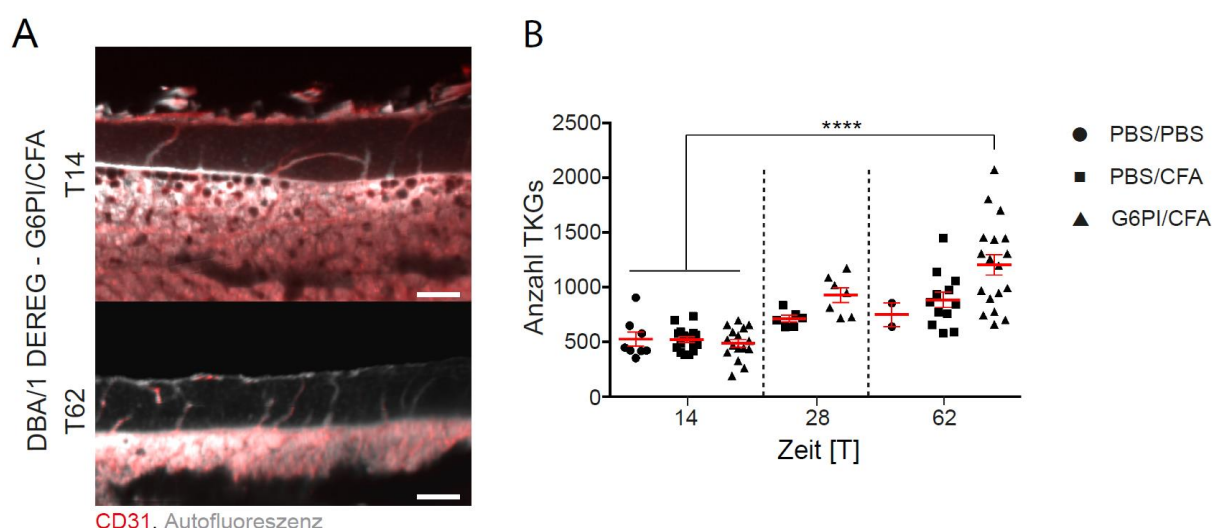 A
DBA/1 DEREG - G6PI/CFA
T14
T62
CD31, Autofluoreszenz
B
Anzahl TKGs
2500
2000
1500
1000
500
0
****
14
28
62
Zeit [T]
PBS/PBS
PBS/CFA
G6PI/CFA